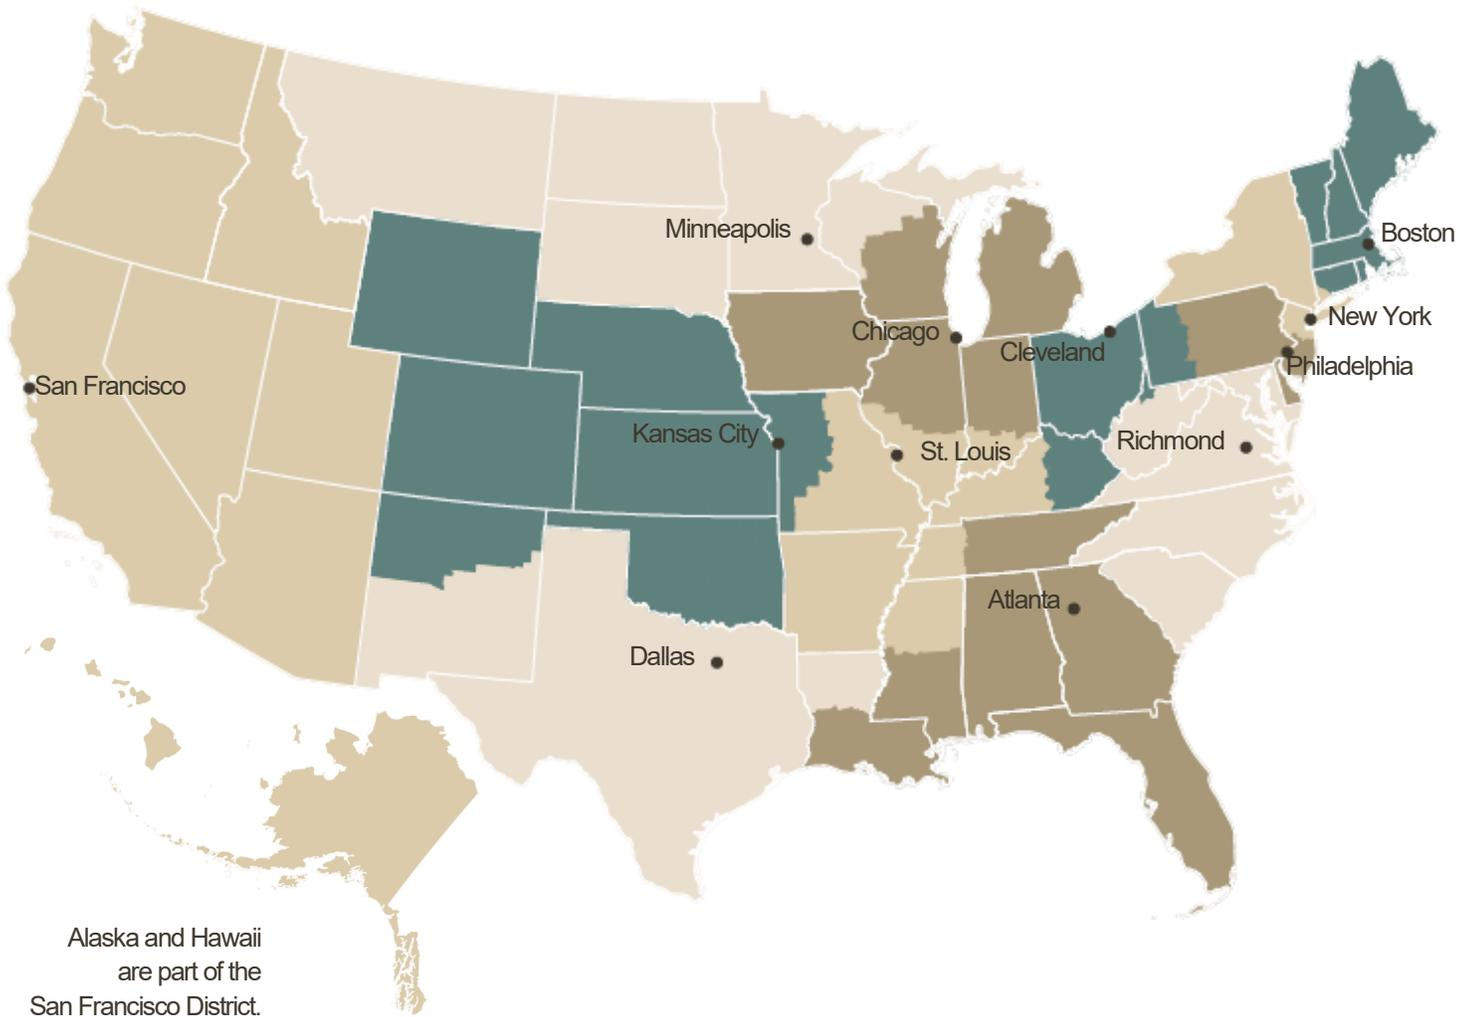 Minneapolis
Boston
New York
Chicago
Cleveland
Philadelphia
San Francisco
Kansas City
St. Louis
Richmond
Atlanta
Dallas
Alaska and Hawaii
are part of the
San Francisco District.